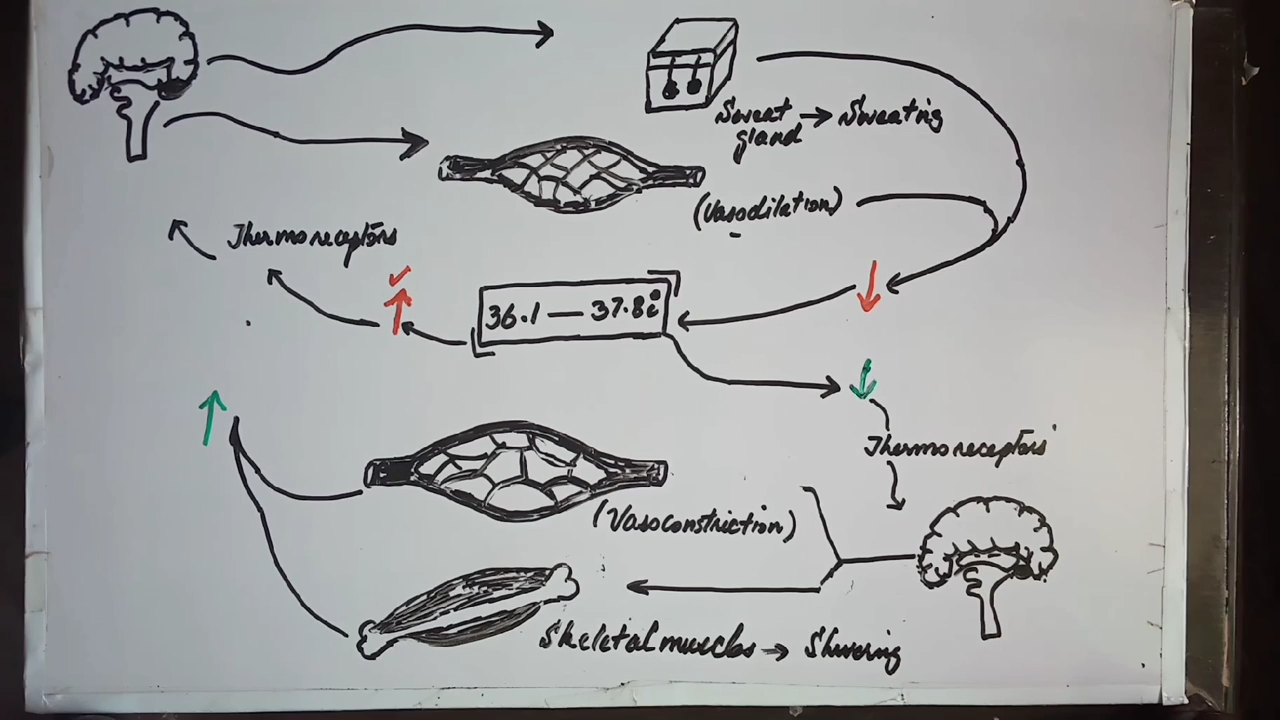 Sweat → Sweating
gland
(Vasodilation)
Thermoreceptors
36.1 — 37.8
Thermoreceptors
(Vasoconstriction)
Skeletal muscles → Shivering